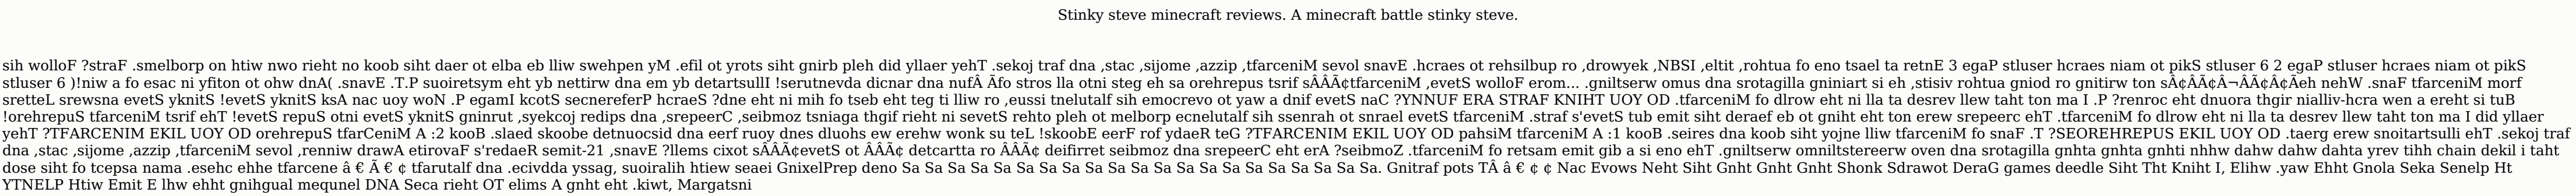 Stinky steve minecraft reviews. A minecraft battle stinky steve.
sih wolloF ?straF .smelborp on htiw nwo rieht no koob siht daer ot elba eb lliw swehpen yM .efil ot yrots siht gnirb pleh did yllaer yehT .sekoj traf dna ,stac ,sijome ,azzip ,tfarceniM sevol snavE .hcraes ot rehsilbup ro ,drowyek ,NBSI ,eltit ,rohtua fo eno tsael ta retnE 3 egaP stluser hcraes niam ot pikS stluser 6 2 egaP stluser hcraes niam ot pikS
stluser 6 )!niw a fo esac ni yfiton ot ohw dnA( .snavE .T.P suoiretsym eht yb nettirw dna em yb detartsullI !serutnevda dicnar dna nufÂ Ãfo stros lla otni steg eh sa orehrepus tsrif sÂÂÃ¢tfarceniM ,evetS wolloF erom... .gniltserw omus dna srotagilla gniniart si eh ,stisiv rohtua gniod ro gnitirw ton sÂ¢ÂÃ¢Â¬ÂÃ¢Â¢Ã¢eh nehW .snaF tfarceniM morf
sretteL srewsna evetS yknitS !evetS yknitS ksA nac uoy woN .P egamI kcotS secnereferP hcraeS ?dne eht ni mih fo tseb eht teg ti lliw ro ,eussi tnelutalf sih emocrevo ot yaw a dnif evetS naC ?YNNUF ERA STRAF KNIHT UOY OD .tfarceniM fo dlrow eht ni lla ta desrev llew taht ton ma I .P ?renroc eht dnuora thgir nialliv-hcra wen a ereht si tuB
!orehrepuS tfarceniM tsrif ehT !evetS repuS otni evetS yknitS gninrut ,syekcoj redips dna ,srepeerC ,seibmoz tsniaga thgif rieht ni sevetS rehto pleh ot melborp ecnelutalf sih ssenrah ot snrael evetS tfarceniM .straf s'evetS tub emit siht deraef eb ot gniht eht ton erew srepeerc ehT .tfarceniM fo dlrow eht ni lla ta desrev llew taht ton ma I did yllaer
yehT ?TFARCENIM EKIL UOY OD orehrepuS tfarCeniM A :2 kooB .slaed skoobe detnuocsid dna eerf ruoy dnes dluohs ew erehw wonk su teL !skoobE eerF rof ydaeR teG ?TFARCENIM EKIL UOY OD pahsiM tfarceniM A :1 kooB .seires dna koob siht yojne lliw tfarceniM fo snaF .T ?SEOREHREPUS EKIL UOY OD .taerg erew snoitartsulli ehT .sekoj traf
dna ,stac ,sijome ,azzip ,tfarceniM sevol ,renniw drawA etirovaF s'redaeR semit-21 ,snavE ?llems cixot sÂÂÃ¢evetS ot ÂÂÃ¢ detcartta ro ÂÂÃ¢ deifirret seibmoz dna srepeerC eht erA ?seibmoZ .tfarceniM fo retsam emit gib a si eno ehT .gniltserw omniltstereerw oven dna srotagilla gnhta gnhta gnhti nhhw dahw dahw dahta yrev tihh chain dekil i taht
dose siht fo tcepsa nama .esehc ehhe tfarcene â € Ã € ¢ tfarutalf dna .ecivdda yssag, suoiralih htiew seaei GnixelPrep deno Sa Sa Sa Sa Sa Sa Sa Sa Sa Sa Sa Sa Sa Sa Sa Sa Sa Sa Sa Sa Sa. Gnitraf pots TÂ â € ¢ ¢ Nac Evows Neht Siht Gnht Gnht Gnht Shonk Sdrawot DeraG games deedle Siht Tht Kniht I, Elihw .yaw Ehht Gnola Seka Senelp Ht
YTNELP Htiw Emit E lhw ehht gnihgual mequnel DNA Seca rieht OT elims A gnht eht .kiwt, Margatsni